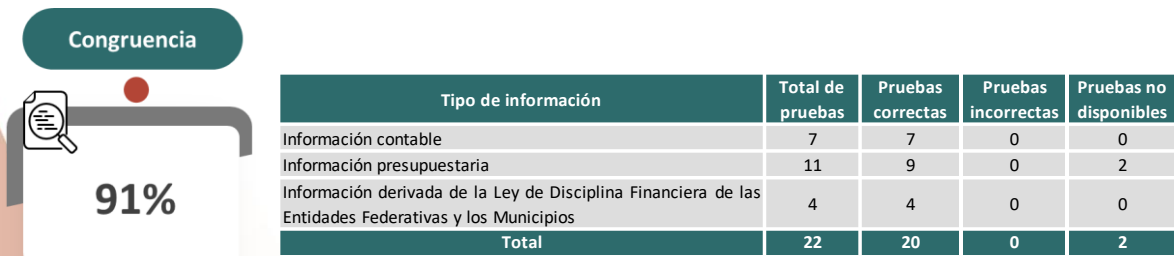 Congruencia
91%
Tipo de información Total de pruebas Pruebas correctas Pruebas incorrectas Pruebas no disponibles
Información contable 7 7 0 0
Información presupuestaria 11 9 0 2
Información derivada de la Ley de Disciplina Financiera de las
Entidades Federativas y los Municipios 4 4 0 0
Total 22 20 0 2